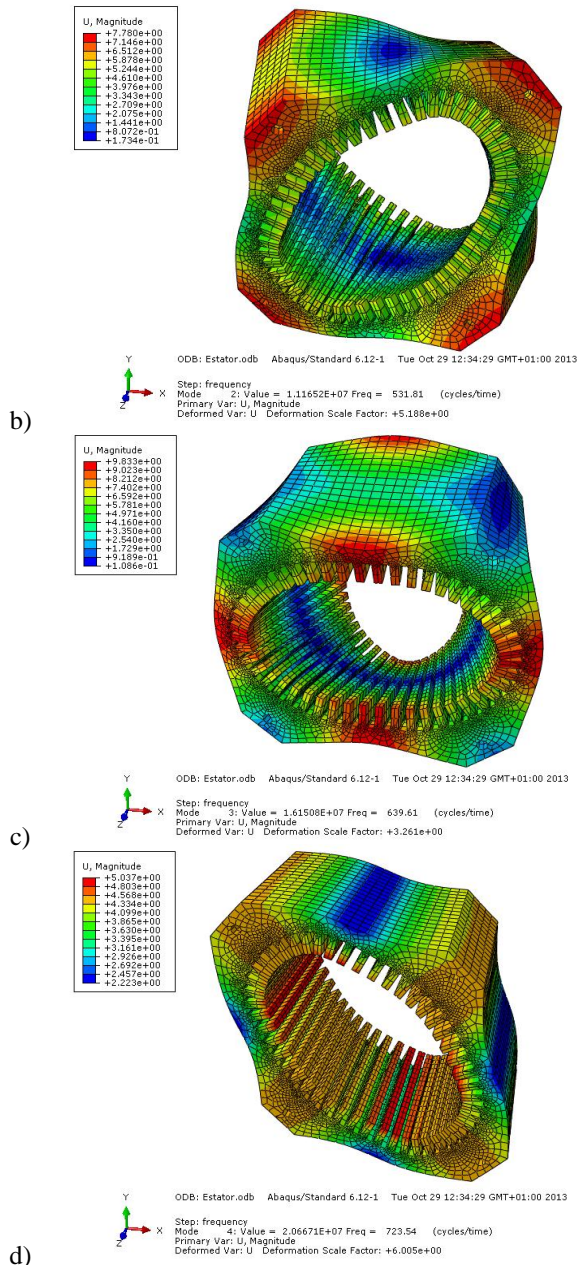 U, Magnitude
+7.780e+00
+7.146e+00
+6.512e+00
+5.878e+00
+5.244e+00
+4.610e+00
+3.976e+00
+3.343e+00
+2.709e+00
+2.075e+00
+1.441e+00
+8.072e-01
+1.734e-01
Y
X
Z
ODB: Estator.odb Abaqus/Standard 6.12-1 Tue Oct 29 12:34:29 GMT+01:00 2013
Step: frequency
Mode 2: Value = 1.11652E+07 Freq = 531.81 (cycles/time)
Primary Var: U, Magnitude
Deformed Var: U Deformation Scale Factor: +5.188e+00
b)
U, Magnitude
+9.833e+00
+9.023e+00
+8.212e+00
+7.402e+00
+6.592e+00
+5.781e+00
+4.971e+00
+4.160e+00
+3.350e+00
+2.540e+00
+1.729e+00
+9.189e-01
+1.086e-01
Y
X
Z
ODB: Estator.odb Abaqus/Standard 6.12-1 Tue Oct 29 12:34:29 GMT+01:00 2013
Step: frequency
Mode 3: Value = 1.61508E+07 Freq = 639.61 (cycles/time)
Primary Var: U, Magnitude
Deformed Var: U Deformation Scale Factor: +3.261e+00
c)
U, Magnitude
+5.037e+00
+4.803e+00
+4.568e+00
+4.334e+00
+4.099e+00
+3.865e+00
+3.630e+00
+3.395e+00
+3.161e+00
+2.926e+00
+2.692e+00
+2.457e+00
+2.223e+00
Y
X
Z
ODB: Estator.odb Abaqus/Standard 6.12-1 Tue Oct 29 12:34:29 GMT+01:00 2013
Step: frequency
Mode 4: Value = 2.06671E+07 Freq = 723.54 (cycles/time)
Primary Var: U, Magnitude
Deformed Var: U Deformation Scale Factor: +6.005e+00
d)